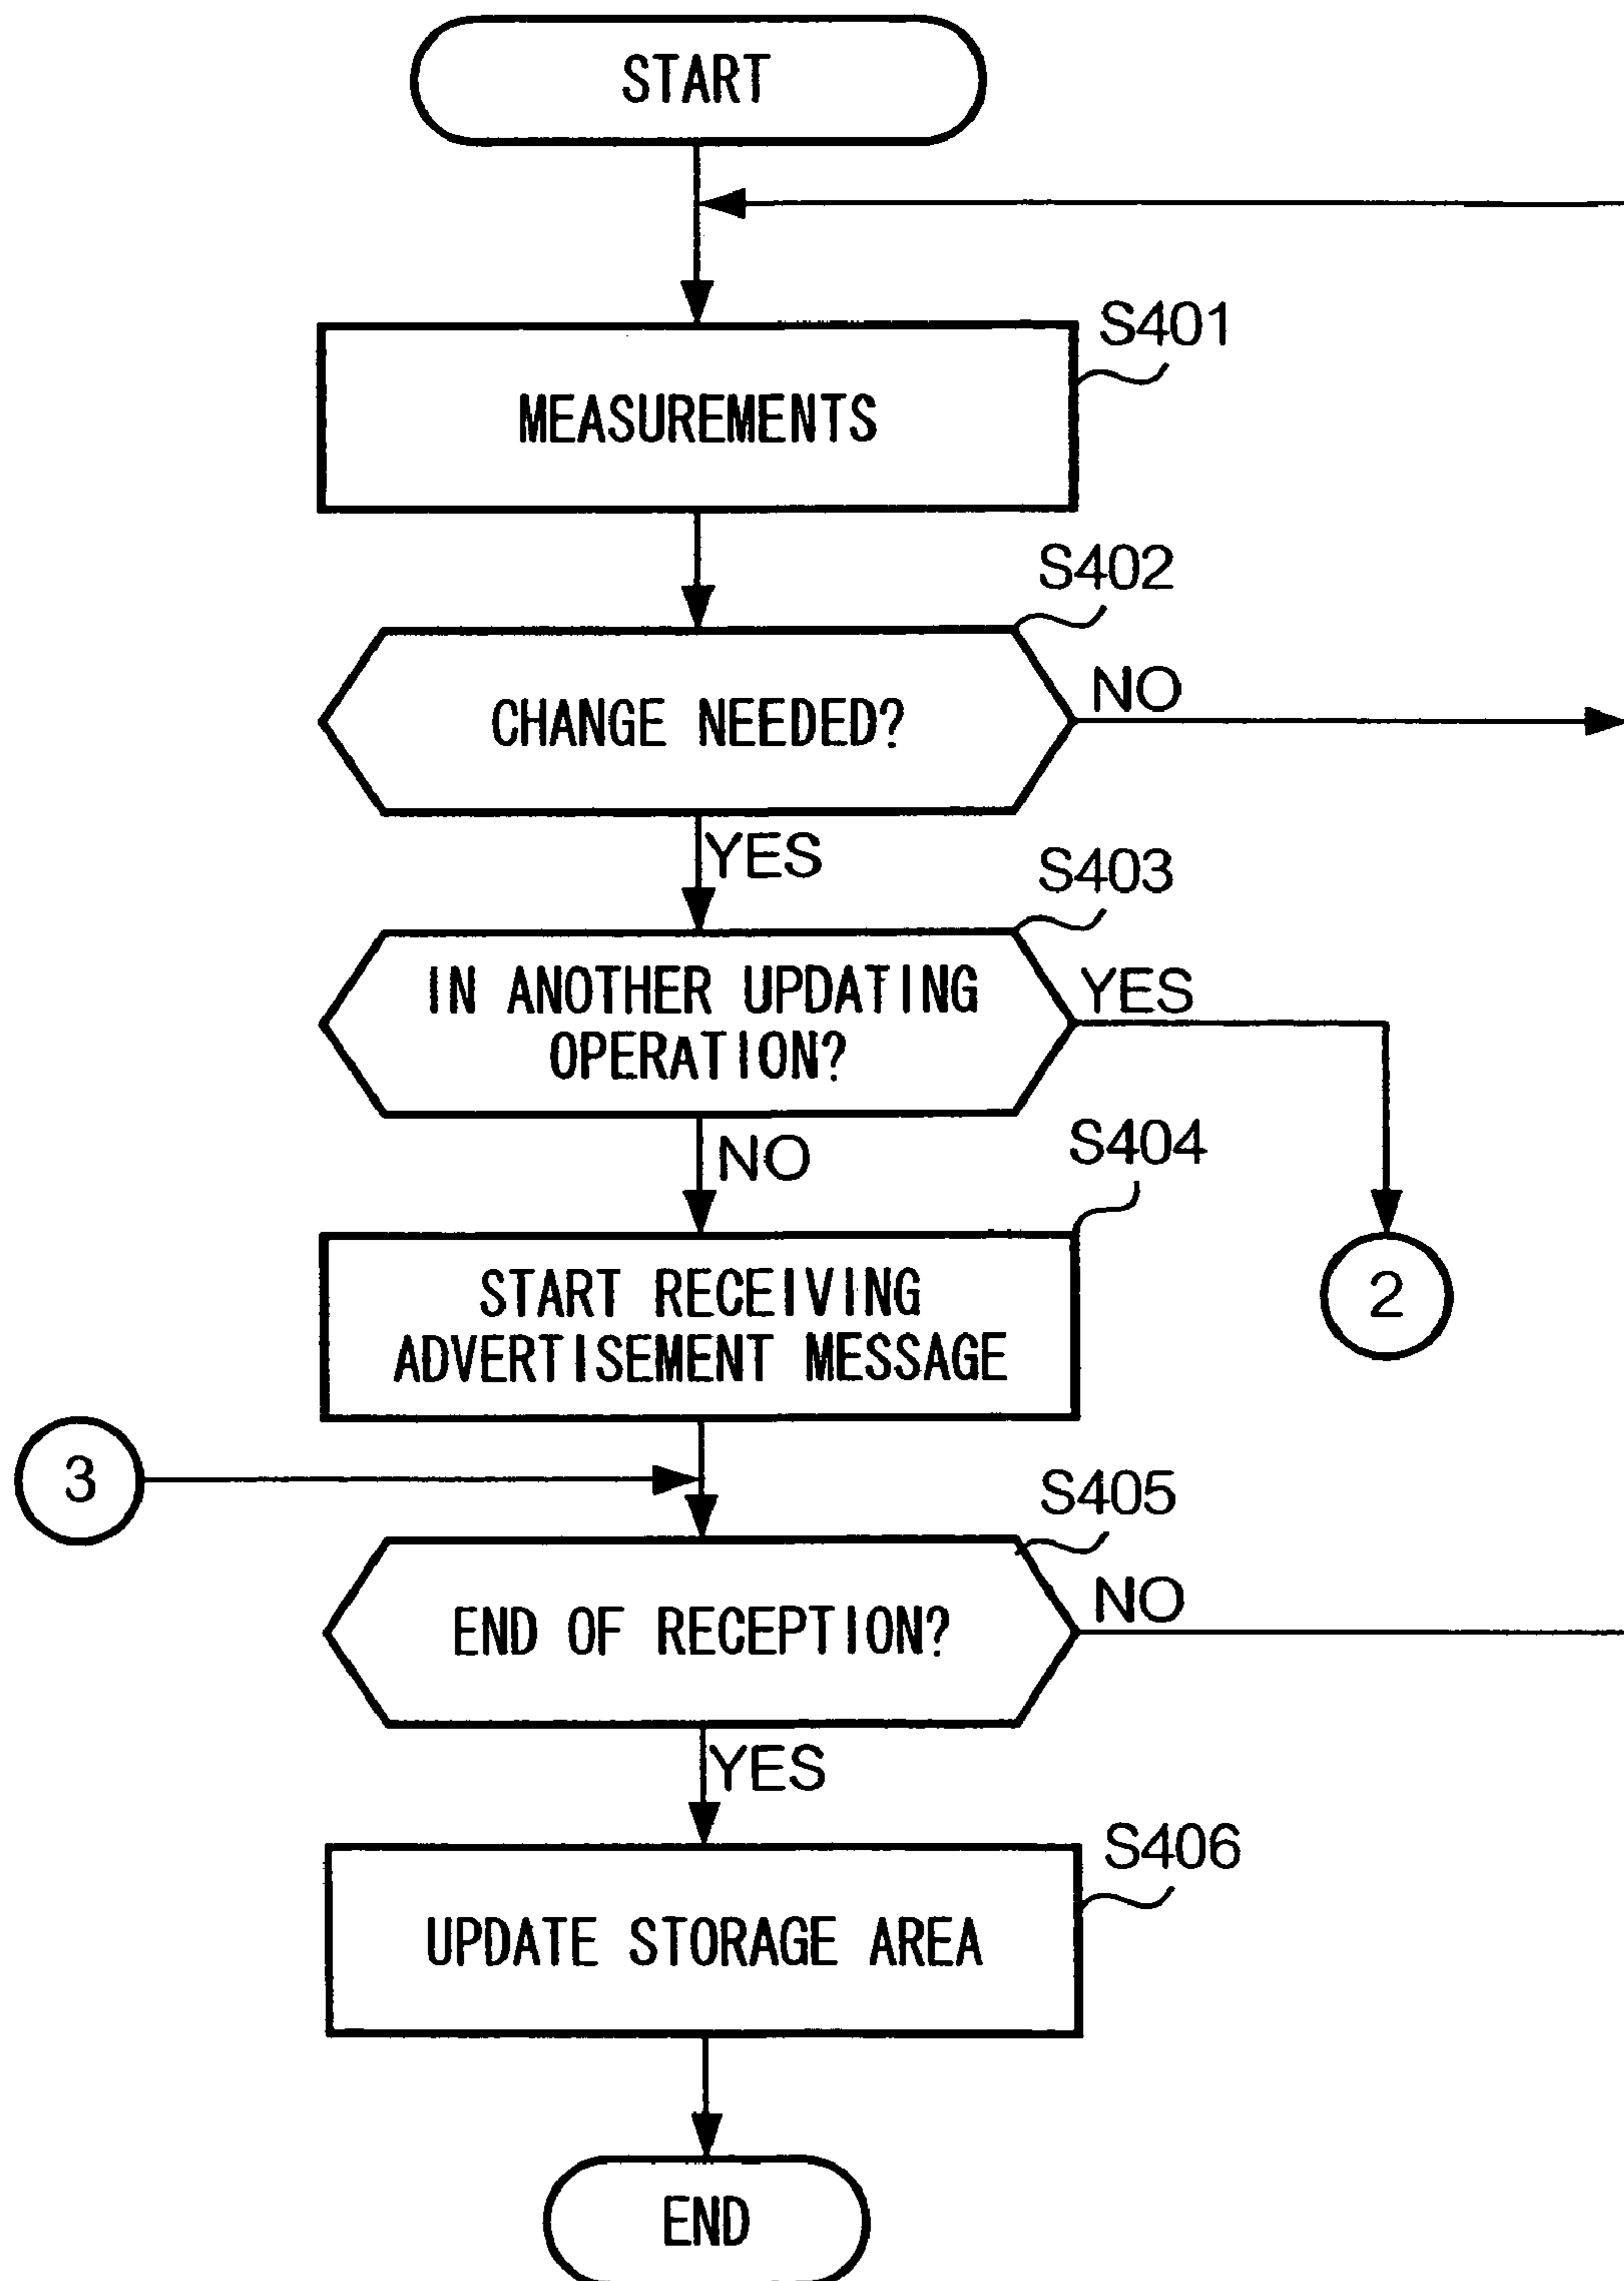 START
S401
MEASUREMENTS
S402
CHANGE NEEDED?
NO
YES
S403
IN ANOTHER UPDATING
OPERATION?
YES
NO
S404
START RECEIVING
ADVERTISEMENT MESSAGE
2
3
S405
END OF RECEPTION?
NO
YES
S406
UPDATE STORAGE AREA
END